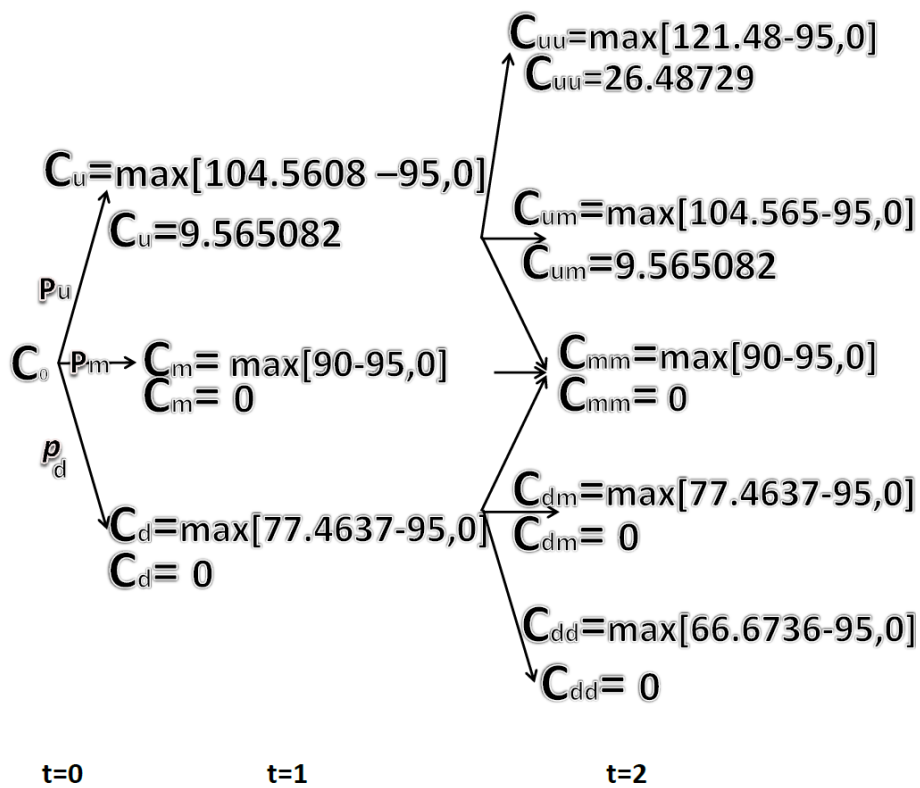 Cuu=max[121.48-95,0]
Cuu=26.48729
Cu=max[104.5608 –95,0]
Cu=9.565082
Cum=max[104.565-95,0]
Cum=9.565082
Pu
C0
Pm
Cm= max[90-95,0]
Cm= 0
Cmm=max[90-95,0]
Cmm= 0
pd
Cd=max[77.4637-95,0]
Cd= 0
Cdm=max[77.4637-95,0]
Cdm= 0
Cdd=max[66.6736-95,0]
Cdd= 0
t=0
t=1
t=2